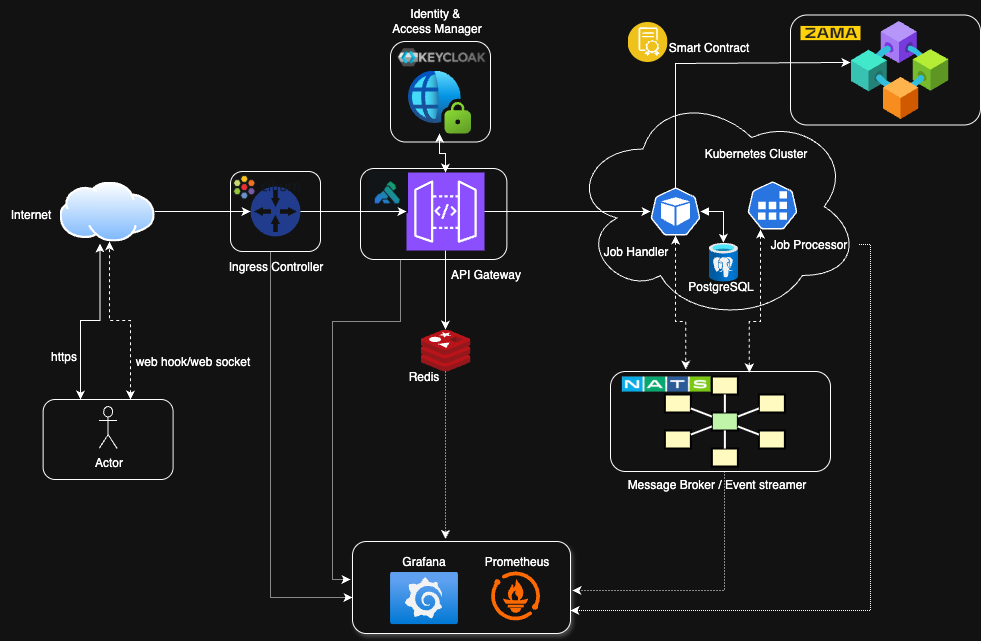 Identity &
Access Manager
KEYCLOAK
Smart Contract
ZAMA
Kubernetes Cluster
Internet
</>
Job Handler
Job Processor
Ingress Controller
API Gateway
PostgreSQL
https
web hook/web socket
Redis
NATS
Actor
Message Broker / Event streamer
Grafana
Prometheus